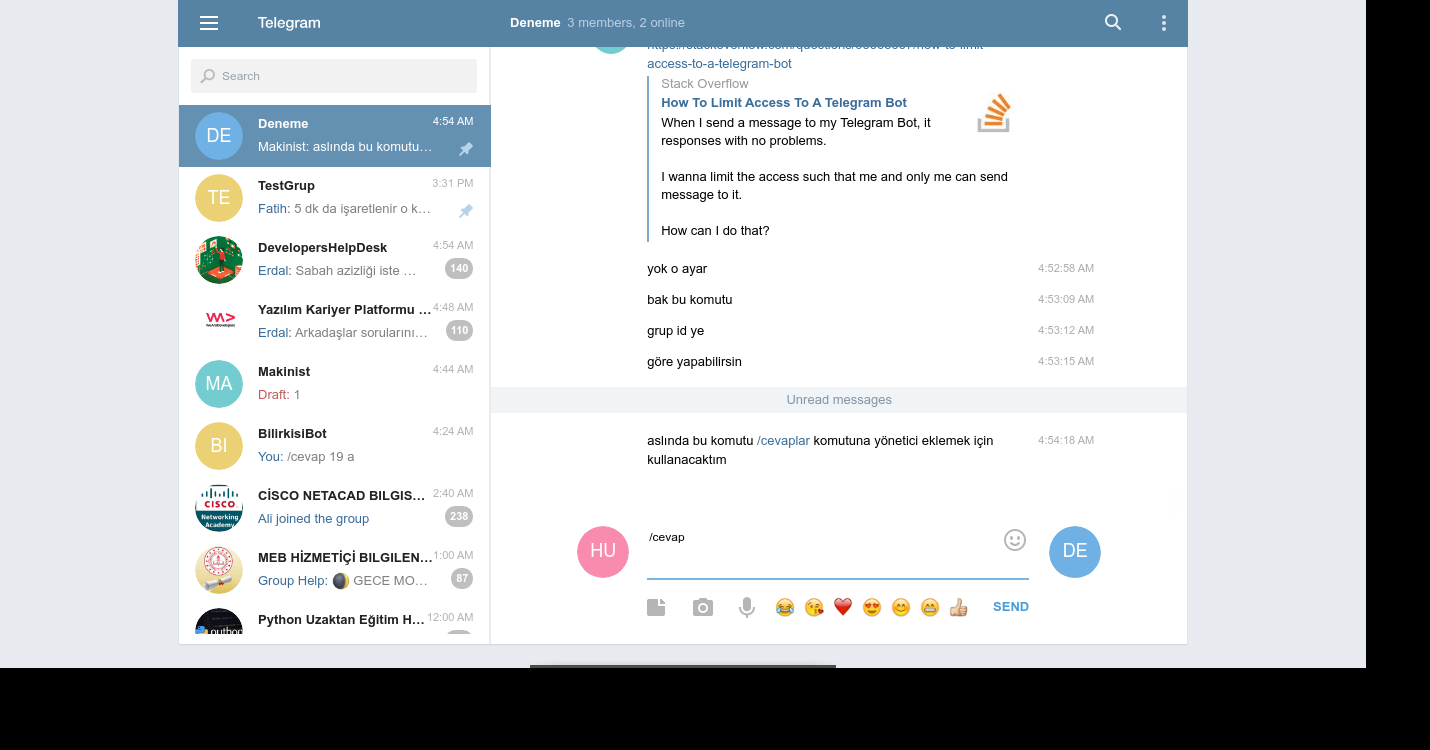 Telegram
Deneme 3 members, 2 online
Search
DE
Deneme
4:54 AM
Makinist: aslında bu komutu…
TE
TestGrup
3:31 PM
Fatih: 5 dk da işaretlenir o k…
DevelopersHelpDesk
4:54 AM
Erdal: Sabah azizliği iste …
140
Yazılım Kariyer Platformu …
4:48 AM
Erdal: Arkadaşlar sorularını…
110
MA
Makinist
4:44 AM
Draft: 1
BI
BilirkisiBot
4:24 AM
You: /cevap 19 a
CISCO
Networking
Academy
CİSCO NETACAD BILGIS…
2:40 AM
Ali joined the group
238
MEB HİZMETİÇİ BILGILEN…
1:00 AM
Group Help: 🌒 GECE MO…
87
Python Uzaktan Eğitim H…
12:00 AM
access-to-a-telegram-bot
Stack Overflow
How To Limit Access To A Telegram Bot
When I send a message to my Telegram Bot, it
responses with no problems.
I wanna limit the access such that me and only me can send
message to it.
How can I do that?
yok o ayar
4:52:58 AM
bak bu komutu
4:53:09 AM
grup id ye
4:53:12 AM
göre yapabilirsin
4:53:15 AM
Unread messages
aslında bu komutu /cevaplar komutuna yönetici eklemek için
4:54:18 AM
kullanacaktım
HU
/cevap
DE
SEND